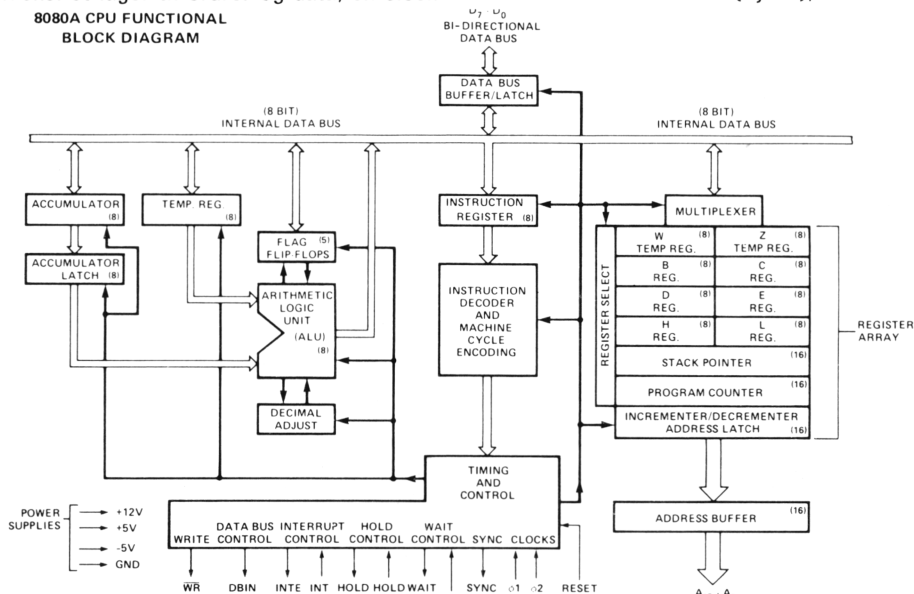 8080A CPU FUNCTIONAL
BLOCK DIAGRAM
D7 - D0
BI-DIRECTIONAL
DATA BUS
DATA BUS
BUFFER/LATCH
(8 BIT)
INTERNAL DATA BUS
(8 BIT)
INTERNAL DATA BUS
ACCUMULATOR
(8)
TEMP. REG.
(8)
INSTRUCTION
REGISTER (8)
MULTIPLEXER
FLAG (5)
FLIP-FLOPS
ACCUMULATOR
LATCH (8)
ARITHMETIC
LOGIC
UNIT
(ALU)
(8)
DECIMAL
ADJUST
INSTRUCTION
DECODER
AND
MACHINE
CYCLE
ENCODING
REGISTER SELECT
W (8)
TEMP REG.
Z (8)
TEMP REG.
B (8)
REG.
C (8)
REG.
D (8)
REG.
E (8)
REG.
H (8)
REG.
L (8)
REG.
STACK POINTER (16)
PROGRAM COUNTER (16)
INCREMENTER/DECREMENTER
ADDRESS LATCH (16)
REGISTER
ARRAY
TIMING
AND
CONTROL
ADDRESS BUFFER (16)
POWER
SUPPLIES
+12V
+5V
-5V
GND
WRITE
DATA BUS
CONTROL
INTERRUPT
CONTROL
HOLD
CONTROL
WAIT
CONTROL
SYNC
CLOCKS
WR DBIN INTE INT HOLD HOLD WAIT SYNC φ1 φ2 RESET